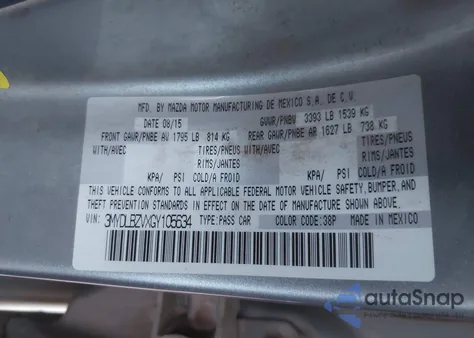 MFD. BY MAZDA MOTOR MANUFACTURING DE MEXICO S.A. DE C.V.
DATE 08/15 GVWR/PNBV 3393 LB 1539 KG
FRONT GAWR/PNBE AV 1795 LB 814 KG REAR GAWR/PNBE AR 1627 LB 738 KG
WITH/AVEC TIRES/PNEUS WITH/AVEC TIRES/PNEUS
RIMS/JANTES RIMS/JANTES
KPA/ PSI COLD/A FROID KPA/ PSI COLD/A FROID
THIS VEHICLE CONFORMS TO ALL APPLICABLE FEDERAL MOTOR VEHICLE SAFETY,BUMPER,AND
THEFT PREVENTION STANDARDS IN EFFECT ON THE DATE OF MANUFACTURE SHOWN ABOVE.
VIN: 3MYDLBZVXGY105634 TYPE:PASS CAR COLOR CODE:38P MADE IN MEXICO
autoSnap